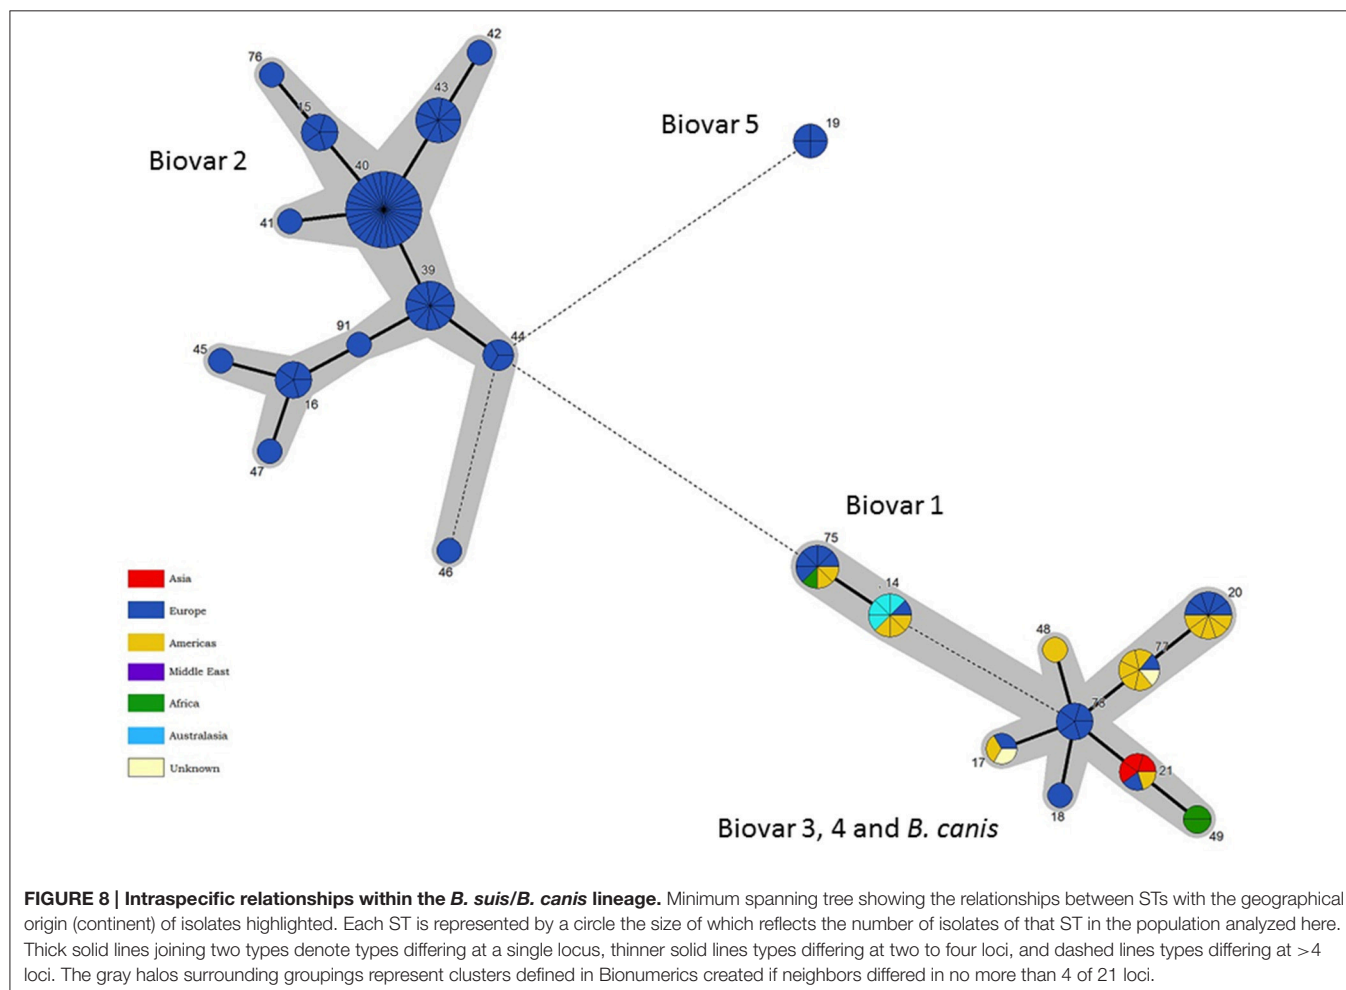 42
76
43
15
Biovar 2
40
41
Biovar 5
19
39
91
44
45
16
47
46
Biovar 1
75
14
20
48
77
73
17
21
18
49
Biovar 3, 4 and B. canis
Asia
Europe
Americas
Middle East
Africa
Australasia
Unknown
FIGURE 8 | Intraspecific relationships within the B. suis/B. canis lineage. Minimum spanning tree showing the relationships between STs with the geographical
origin (continent) of isolates highlighted. Each ST is represented by a circle the size of which reflects the number of isolates of that ST in the population analyzed here.
Thick solid lines joining two types denote types differing at a single locus, thinner solid lines types differing at two to four loci, and dashed lines types differing at >4
loci. The gray halos surrounding groupings represent clusters defined in Bionumerics created if neighbors differed in no more than 4 of 21 loci.